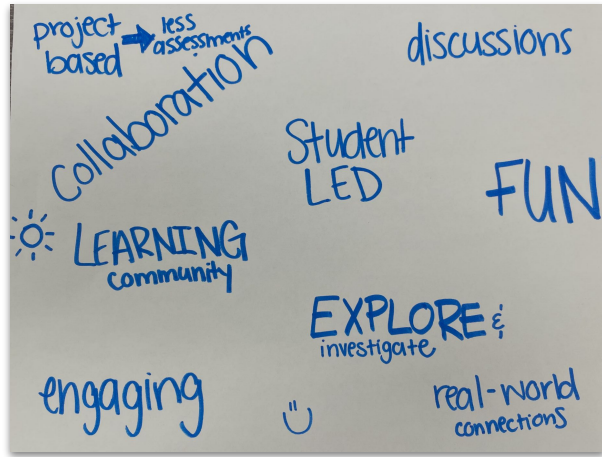 project → less
based assessments
collaboration
discussions
Student
LED
FUN
LEARNING
community
EXPLORE &
investigate
engaging
real-world
connections